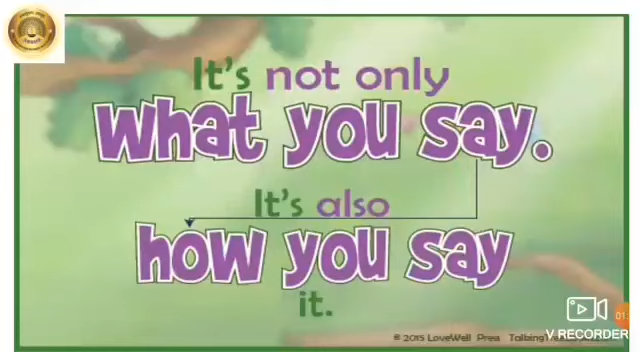 It's not only
what you say.
It's also
how you say
it.
V RECORDER
© 2015 LoveWell Press